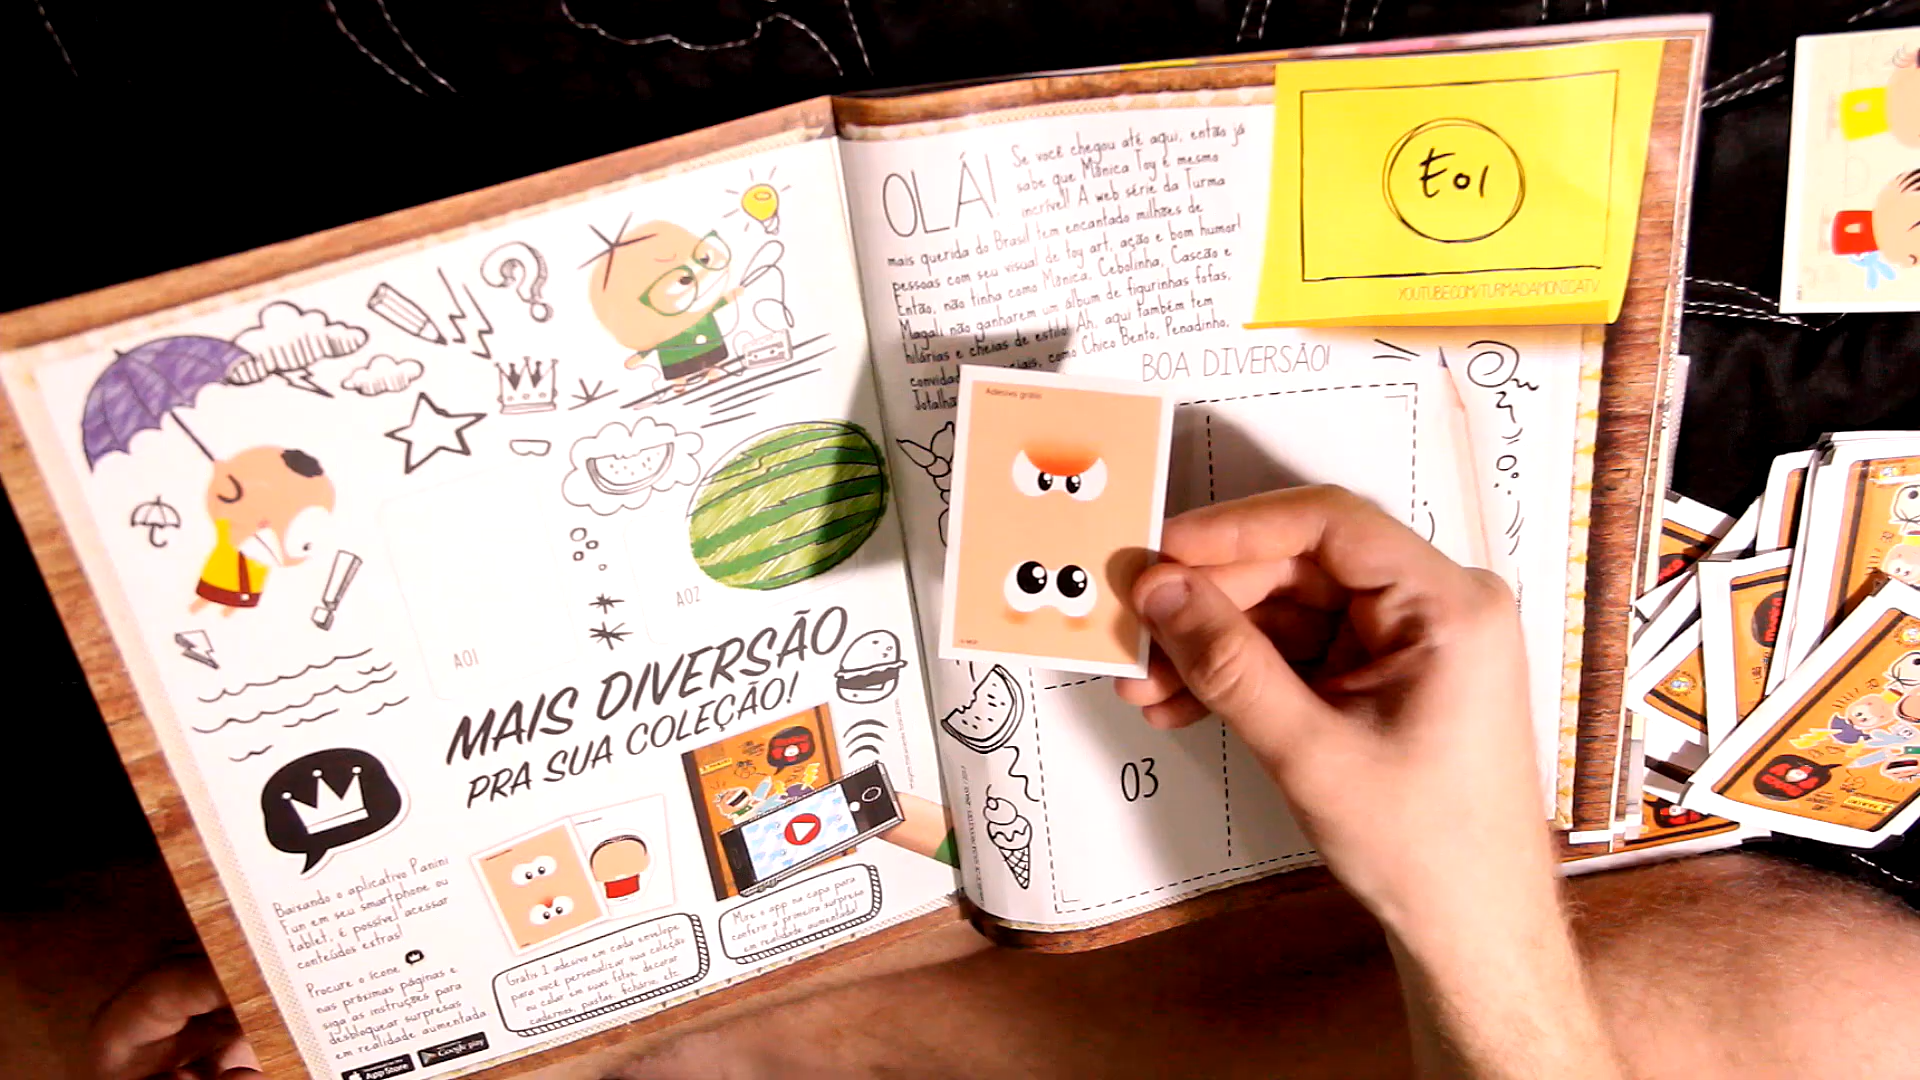 A01
A02
MAIS DIVERSÃO
PRA SUA COLEÇÃO!
Baixando o aplicativo Panini
Fun em seu smartphone ou
tablet, é possível acessar
conteúdos extras!
Procure o ícone
nas próximas páginas e
siga as instruções para
desbloquear surpresas
em realidade aumentada
App Store
Google play
Grátis 1 adesivo em cada envelope
para você personalizar sua coleção
ou colar em suas fotos, decorar
cadernos, pastas, fichário, etc.
Mire o app na capa para
conferir a primeira surpresa
em realidade aumentada!
OLÁ!
Se você chegou até aqui, então já
sabe que Mônica Toy é mesmo
incrível! A web série da Turma
mais querida do Brasil tem encantado milhões de
pessoas com seu visual de toy art, ação e bom humor!
Então, não tinha como Mônica, Cebolinha, Cascão e
Magali não ganharem um álbum de figurinhas fofas,
hilárias e cheias de estilo! Ah, aqui também tem
como Chico Bento, Penadinho,
BOA DIVERSÃO!
E01
YOUTUBE.COM/TURMADAMONICATV
Adesivo grátis
03